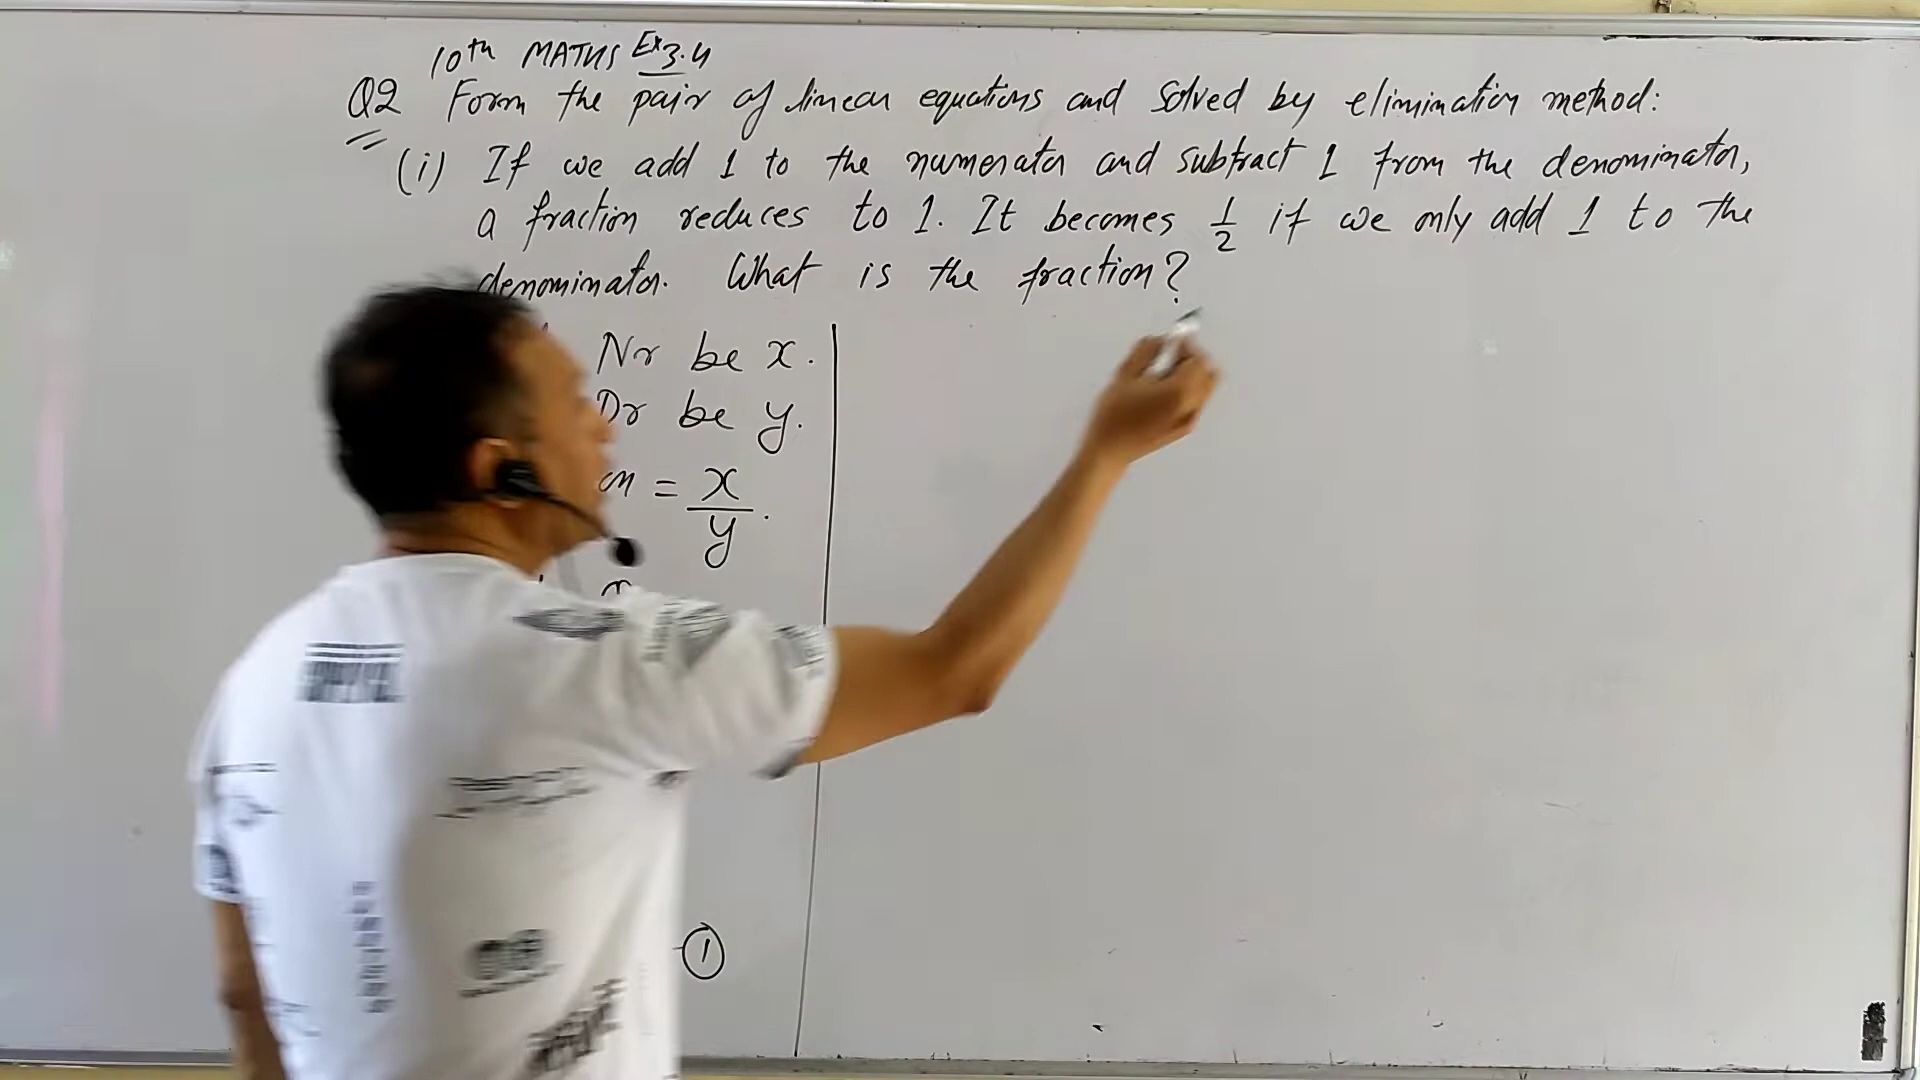 10th MATHS Ex 3.4
Q2 Form the pair of linear equations and solved by elimination method:
(i) If we add 1 to the numerator and subtract 1 from the denominator,
a fraction reduces to 1. It becomes 1/2 if we only add 1 to the
denominator. What is the fraction?
Nr be x.
Dr be y.
= x/y.
①